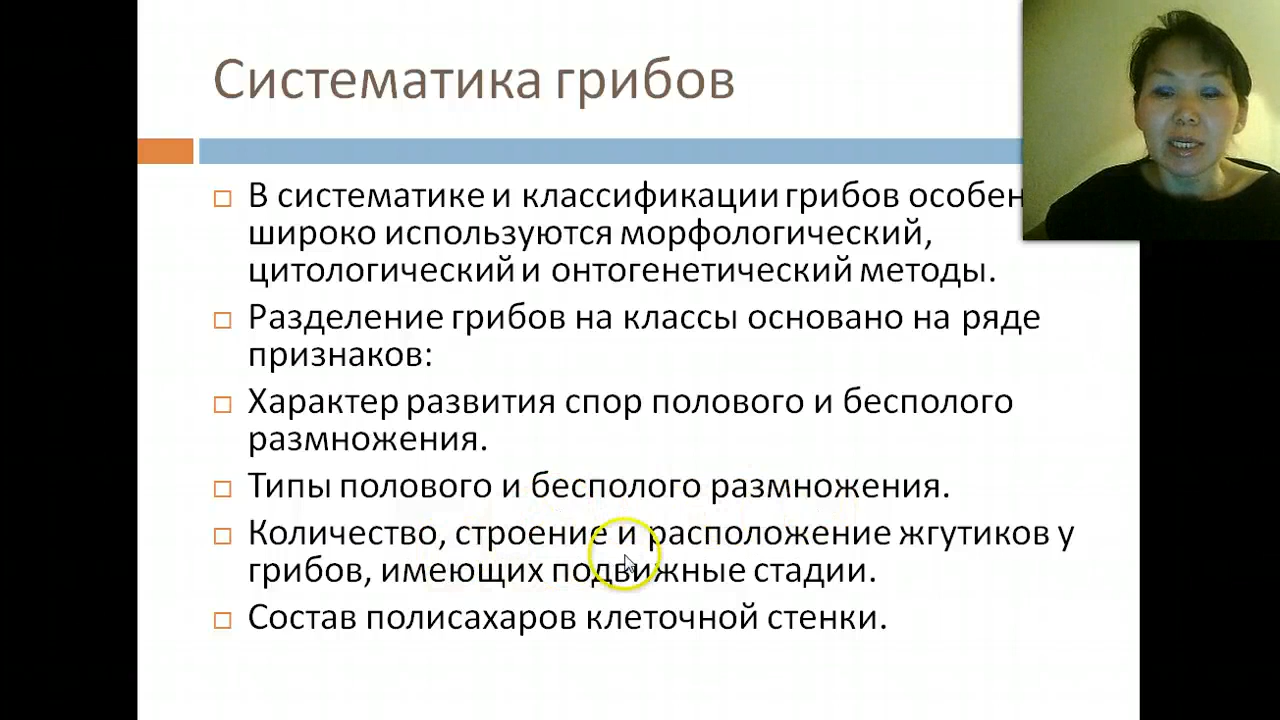 Систематика грибов
В систематике и классификации грибов особен
широко используются морфологический,
цитологический и онтогенетический методы.
Разделение грибов на классы основано на ряде
признаков:
Характер развития спор полового и бесполого
размножения.
Типы полового и бесполого размножения.
Количество, строение и расположение жгутиков у
грибов, имеющих подвижные стадии.
Состав полисахаров клеточной стенки.